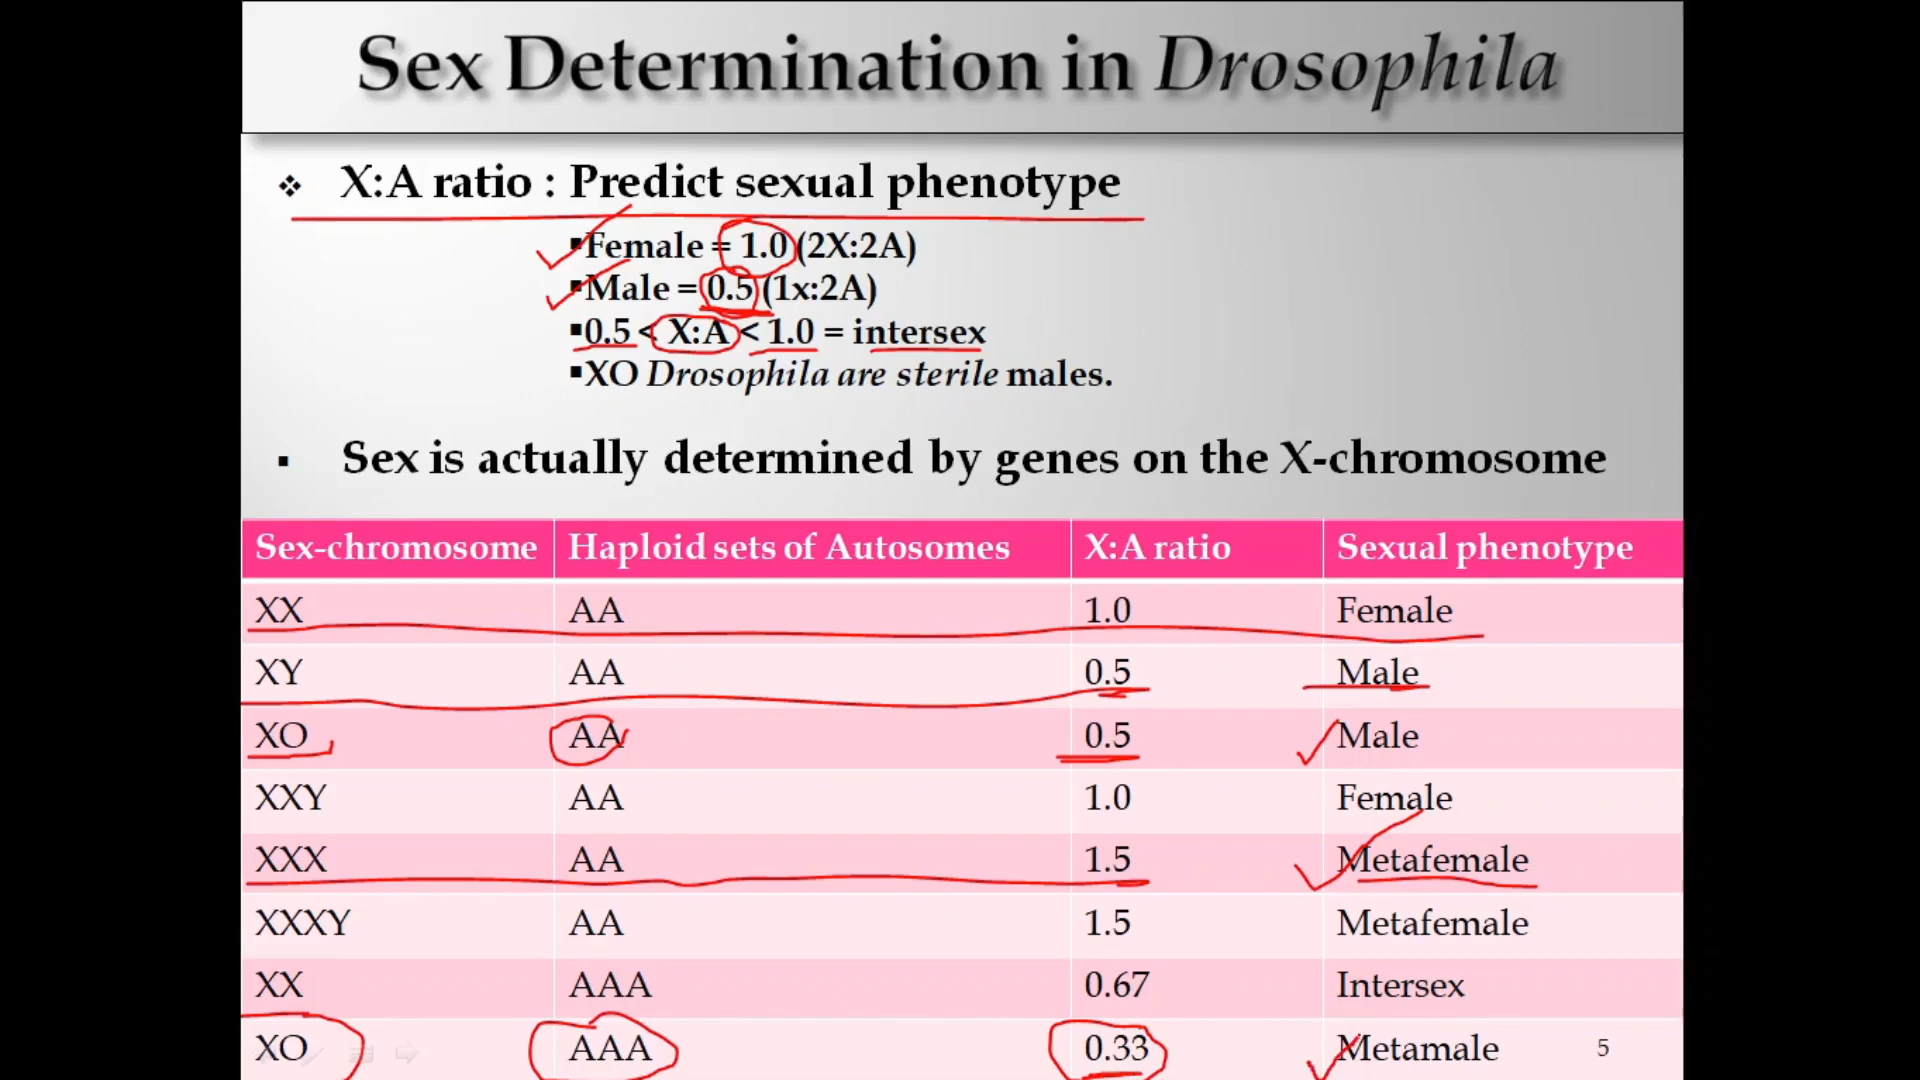 Sex Determination in Drosophila
❖ X:A ratio : Predict sexual phenotype
▪Female = 1.0 (2X:2A)
▪Male = 0.5 (1x:2A)
▪0.5 < X:A < 1.0 = intersex
▪XO Drosophila are sterile males.
▪ Sex is actually determined by genes on the X-chromosome
Sex-chromosome Haploid sets of Autosomes X:A ratio Sexual phenotype
XX AA 1.0 Female
XY AA 0.5 Male
XO AA 0.5 Male
XXY AA 1.0 Female
XXX AA 1.5 Metafemale
XXXY AA 1.5 Metafemale
XX AAA 0.67 Intersex
XO AAA 0.33 Metamale 5